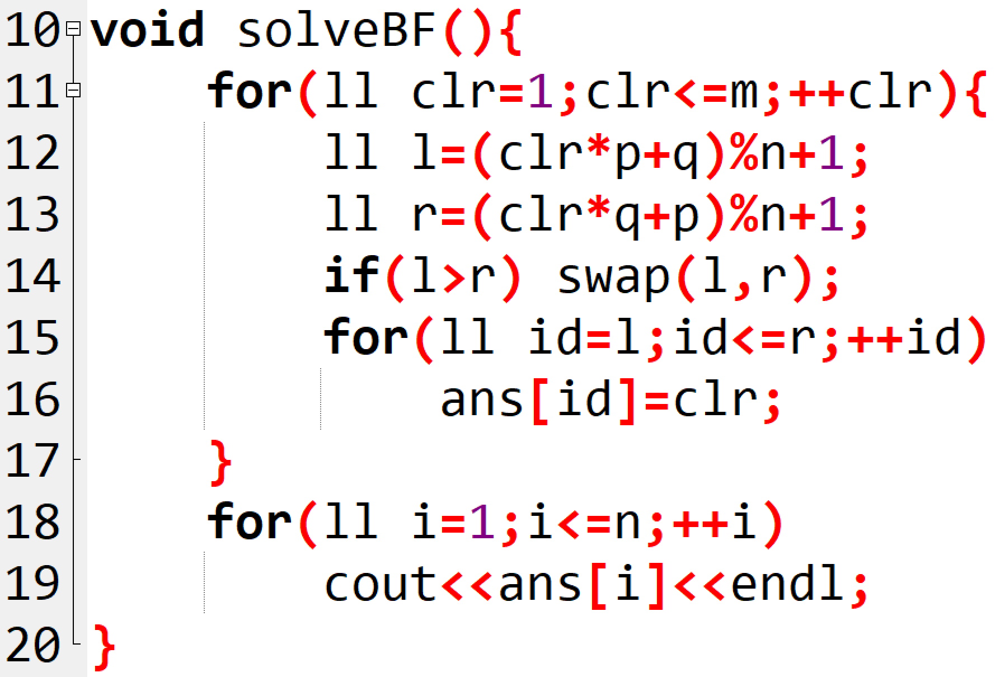 10 void solveBF(){
11     for(ll clr=1;clr<=m;++clr){
12         ll l=(clr*p+q)%n+1;
13         ll r=(clr*q+p)%n+1;
14         if(l>r) swap(l,r);
15         for(ll id=l;id<=r;++id)
16             ans[id]=clr;
17     }
18     for(ll i=1;i<=n;++i)
19         cout<<ans[i]<<endl;
20 }